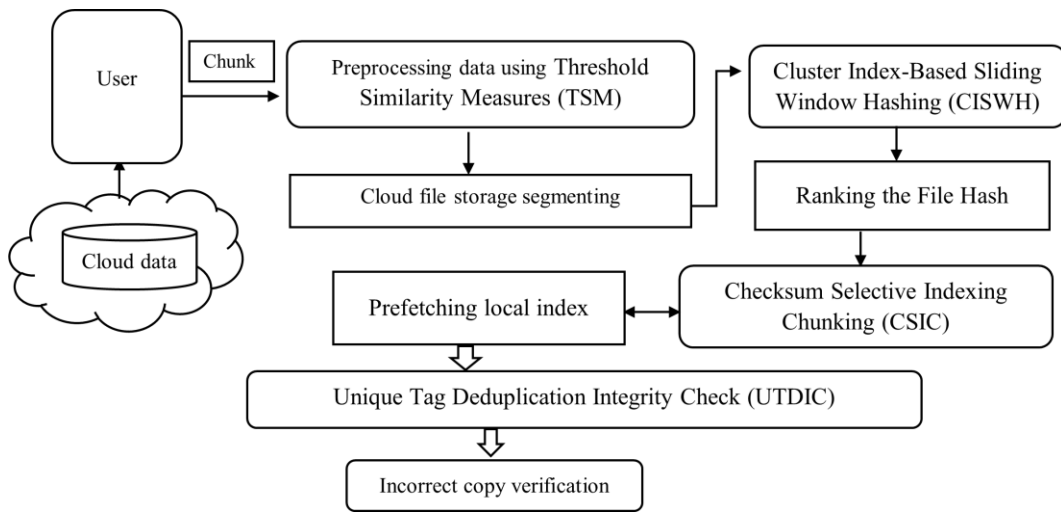 User
Chunk
Preprocessing data using Threshold
Similarity Measures (TSM)
Cluster Index-Based Sliding
Window Hashing (CISWH)
Cloud file storage segmenting
Ranking the File Hash
Cloud data
Prefetching local index
Checksum Selective Indexing
Chunking (CSIC)
Unique Tag Deduplication Integrity Check (UTDIC)
Incorrect copy verification